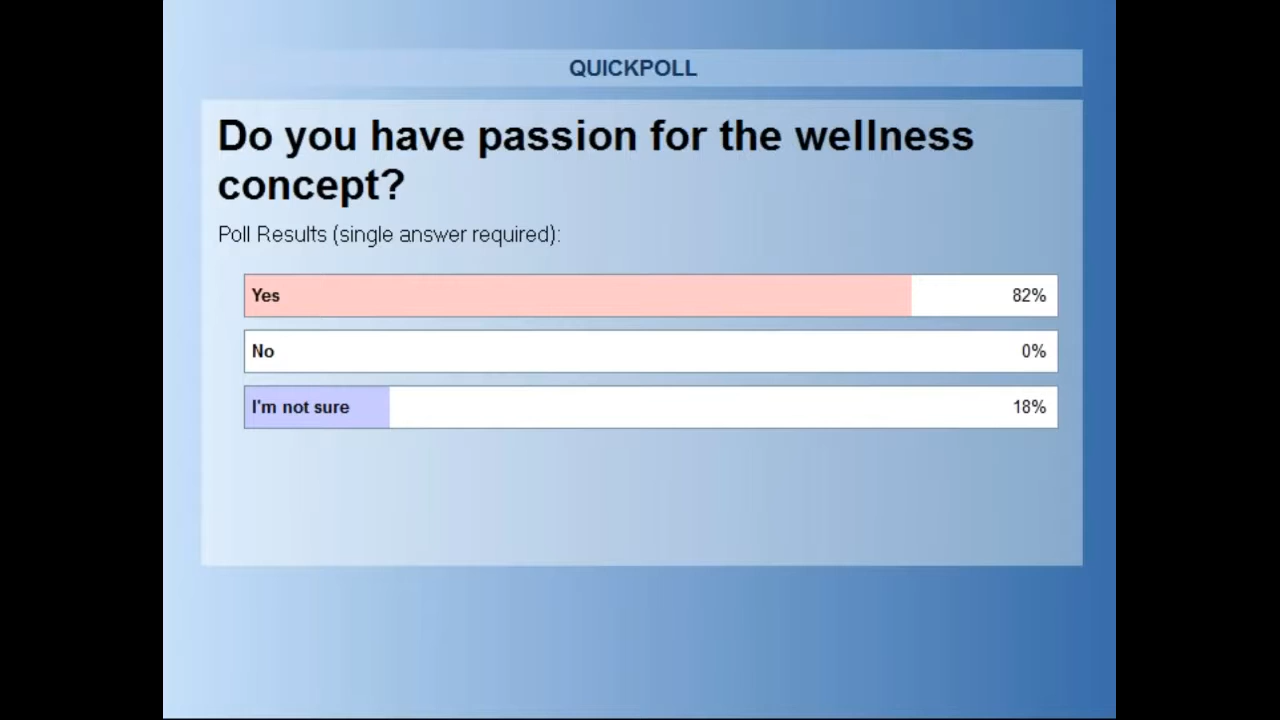 QUICKPOLL
Do you have passion for the wellness
concept?
Poll Results (single answer required):
Yes 82%
No 0%
I'm not sure 18%